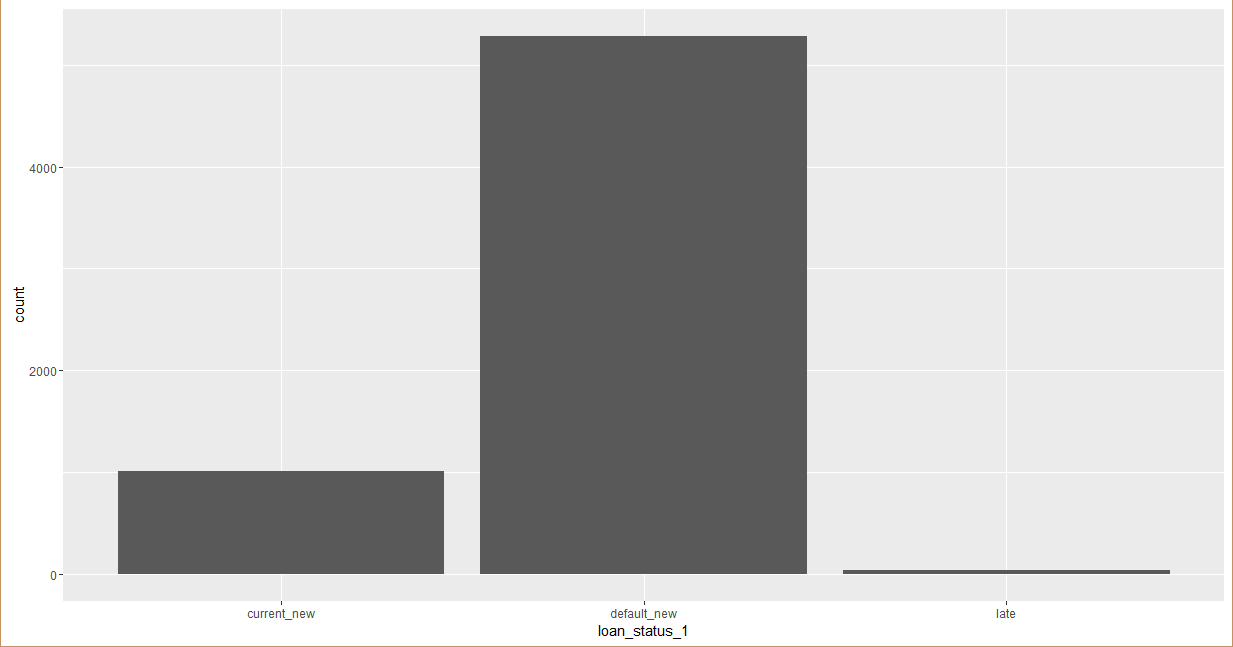 count
4000
2000
0
current_new
default_new
late
loan_status_1